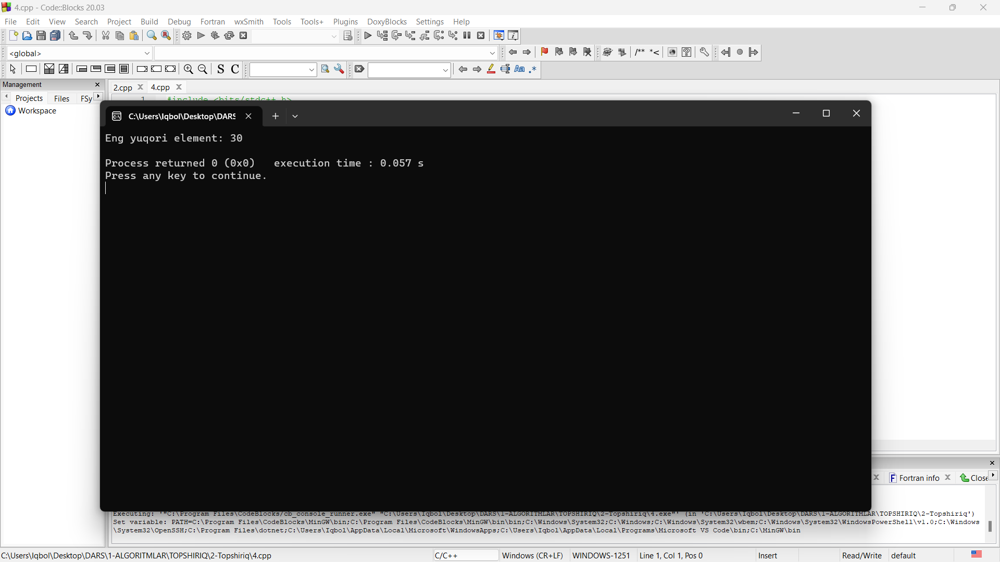 4.cpp - Code::Blocks 20.03
File Edit View Search Project Build Debug Fortran wxSmith Tools Tools+ Plugins DoxyBlocks Settings Help
<global>
/** *<
S C
Aa .*
Management
Projects Files FSy
Workspace
2.cpp 4.cpp
1 #include <bits/stdc++.h>
C:\Users\Iqbol\Desktop\DARS
Eng yuqori element: 30
Process returned 0 (0x0) execution time : 0.057 s
Press any key to continue.
Fortran info Close
Executing: '"C:\Program Files\CodeBlocks/cb_console_runner.exe" "C:\Users\Iqbol\Desktop\DARS\1-ALGORITMLAR\TOPSHIRIQ\2-Topshiriq\4.exe"' (in 'C:\Users\Iqbol\Desktop\DARS\1-ALGORITMLAR\TOPSHIRIQ\2-Topshiriq')
Set variable: PATH=C:\Program Files\CodeBlocks\MinGW\bin;C:\Program Files\CodeBlocks\MinGW\bin\bin;C:\Windows\System32;C:\Windows;C:\Windows\System32\wbem;C:\Windows\System32\WindowsPowerShell\v1.0;C:\Windows
\System32\OpenSSH;C:\Program Files\dotnet;C:\Users\Iqbol\AppData\Local\Microsoft\WindowsApps;C:\Users\Iqbol\AppData\Local\Programs\Microsoft VS Code\bin;C:\MinGW\bin
C:\Users\Iqbol\Desktop\DARS\1-ALGORITMLAR\TOPSHIRIQ\2-Topshiriq\4.cpp C/C++ Windows (CR+LF) WINDOWS-1251 Line 1, Col 1, Pos 0 Insert Read/Write default